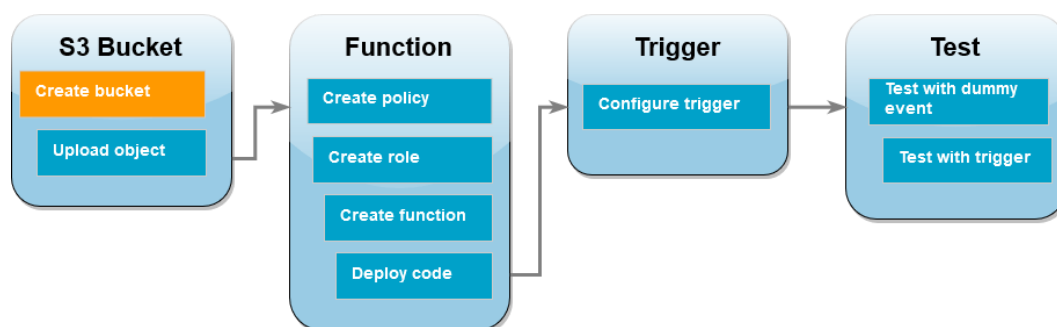 S3 Bucket
Create bucket
Upload object
Function
Create policy
Create role
Create function
Deploy code
Trigger
Configure trigger
Test
Test with dummy
event
Test with trigger